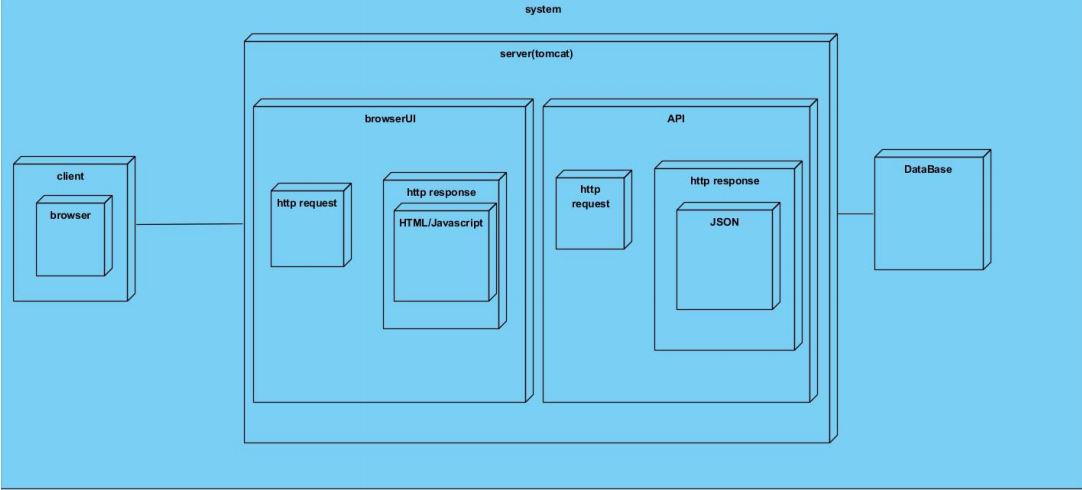 system
server(tomcat)
browserUI
API
client
browser
http request
http response
HTML/Javascript
http
request
http response
JSON
DataBase